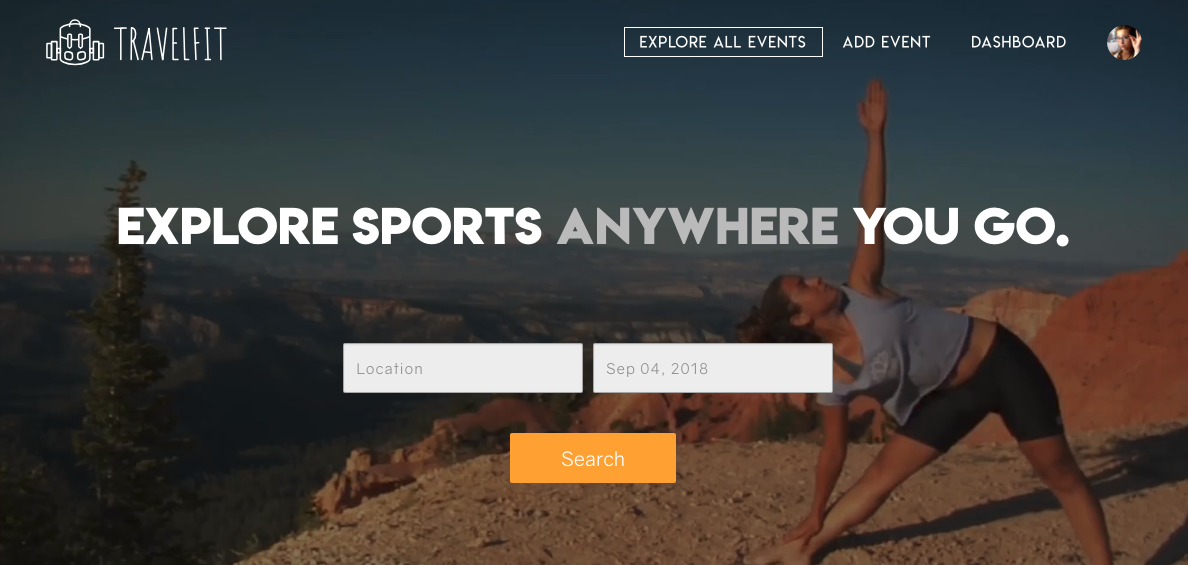 TRAVELFIT
EXPLORE ALL EVENTS
ADD EVENT
DASHBOARD
EXPLORE SPORTS ANYWHERE YOU GO.
Location
Sep 04, 2018
Search